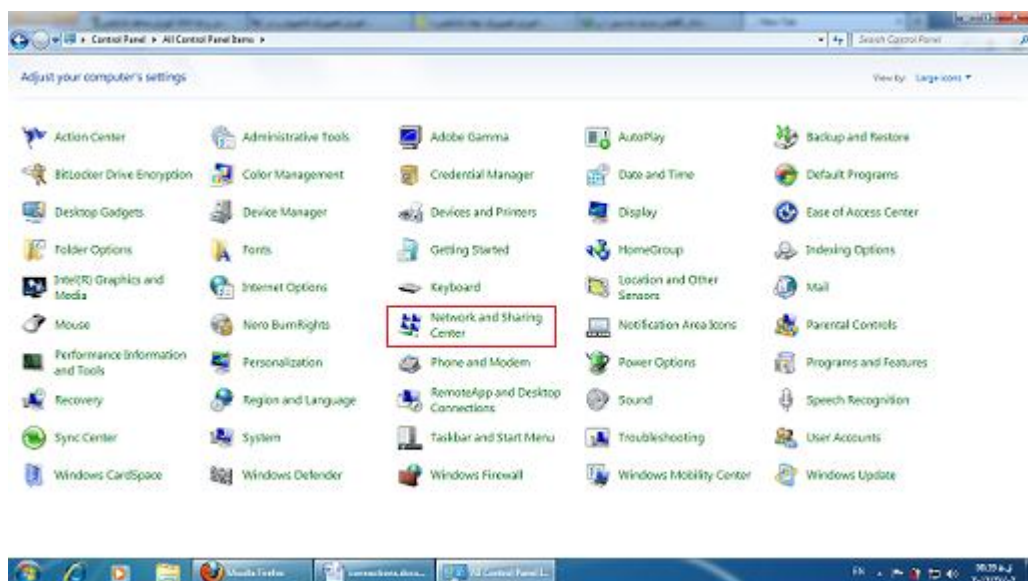 Control Panel ▸ All Control Panel Items ▸
Search Control Panel
Adjust your computer's settings
View by: Large icons
Action Center
Administrative Tools
Adobe Gamma
AutoPlay
Backup and Restore
BitLocker Drive Encryption
Color Management
Credential Manager
Date and Time
Default Programs
Desktop Gadgets
Device Manager
Devices and Printers
Display
Ease of Access Center
Folder Options
Fonts
Getting Started
HomeGroup
Indexing Options
Intel(R) Graphics and
Media
Internet Options
Keyboard
Location and Other
Sensors
Mail
Mouse
Nero BurnRights
Network and Sharing
Center
Notification Area Icons
Parental Controls
Performance Information
and Tools
Personalization
Phone and Modem
Power Options
Programs and Features
Recovery
Region and Language
RemoteApp and Desktop
Connections
Sound
Speech Recognition
Sync Center
System
Taskbar and Start Menu
Troubleshooting
User Accounts
Windows CardSpace
Windows Defender
Windows Firewall
Windows Mobility Center
Windows Update
Mozilla Firefox
connections.docx...
All Control Panel I...
EN